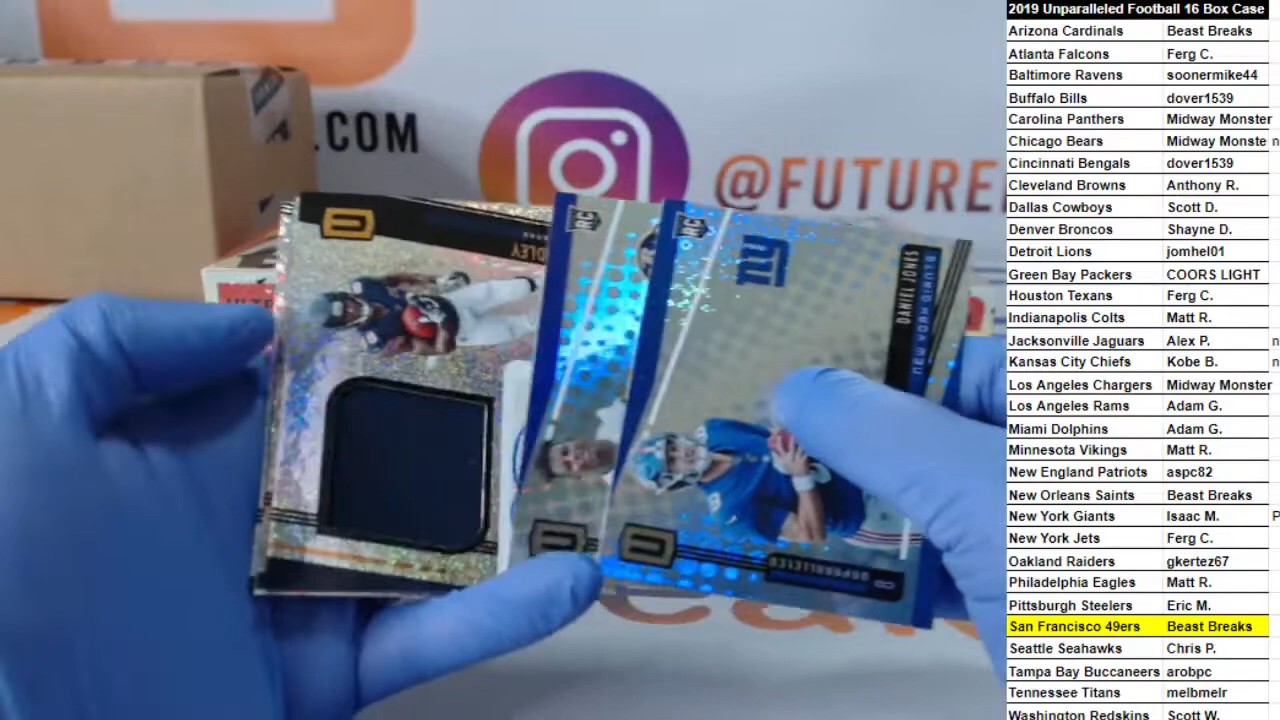 2019 Unparalleled Football 16 Box Case
Arizona Cardinals Beast Breaks
Atlanta Falcons Ferg C.
Baltimore Ravens soonermike44
Buffalo Bills dover1539
Carolina Panthers Midway Monster
Chicago Bears Midway Monste n
Cincinnati Bengals dover1539
Cleveland Browns Anthony R.
Dallas Cowboys Scott D.
Denver Broncos Shayne D.
Detroit Lions jomhel01
Green Bay Packers COORS LIGHT
Houston Texans Ferg C.
Indianapolis Colts Matt R.
Jacksonville Jaguars Alex P. n
Kansas City Chiefs Kobe B. n
Los Angeles Chargers Midway Monster
Los Angeles Rams Adam G.
Miami Dolphins Adam G.
Minnesota Vikings Matt R.
New England Patriots aspc82
New Orleans Saints Beast Breaks
New York Giants Isaac M. P
New York Jets Ferg C.
Oakland Raiders gkertez67
Philadelphia Eagles Matt R.
Pittsburgh Steelers Eric M.
San Francisco 49ers Beast Breaks
Seattle Seahawks Chris P.
Tampa Bay Buccaneers arobpc
Tennessee Titans melbmelr
Washington Redskins Scott W.
.COM
@FUTURE
DLEY
RC
RC
DANIEL JONES
NEW YORK GIANTS
UNPARALLELED
8